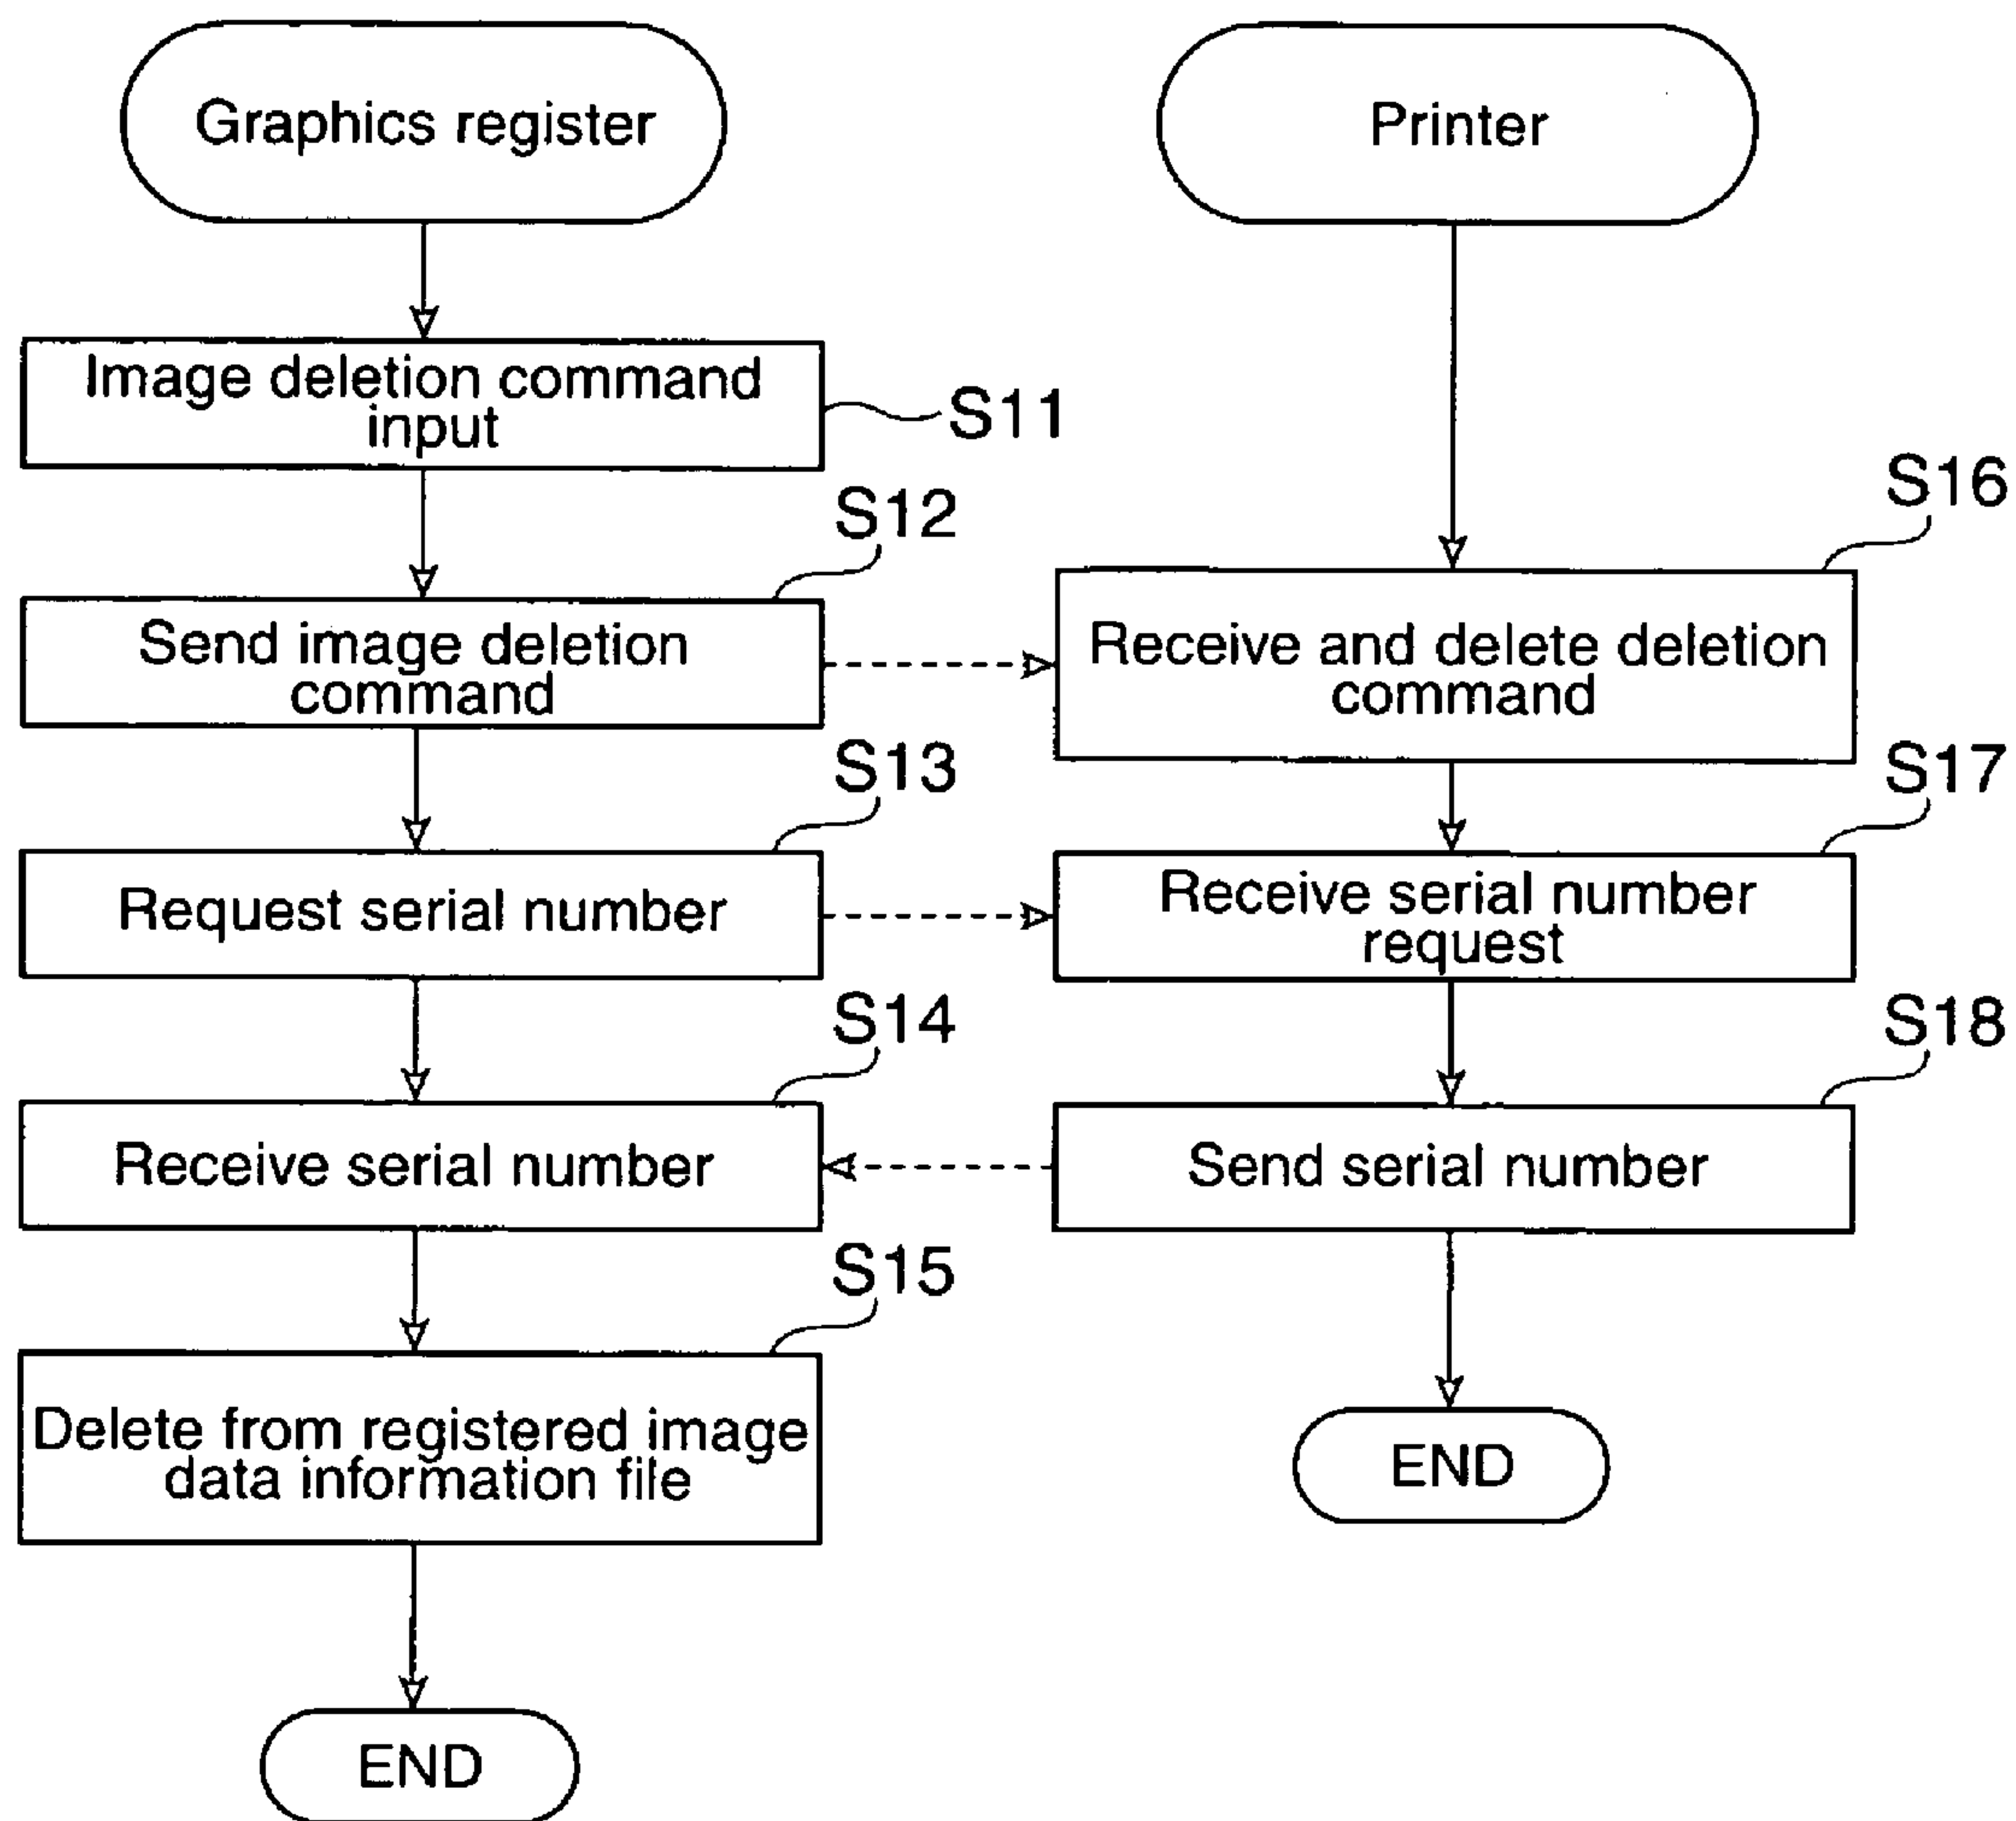 Graphics register
Image deletion command
input
S11
S12
Send image deletion
command
S13
Request serial number
S14
Receive serial number
S15
Delete from registered image
data information file
END
Printer
S16
Receive and delete deletion
command
S17
Receive serial number
request
S18
Send serial number
END